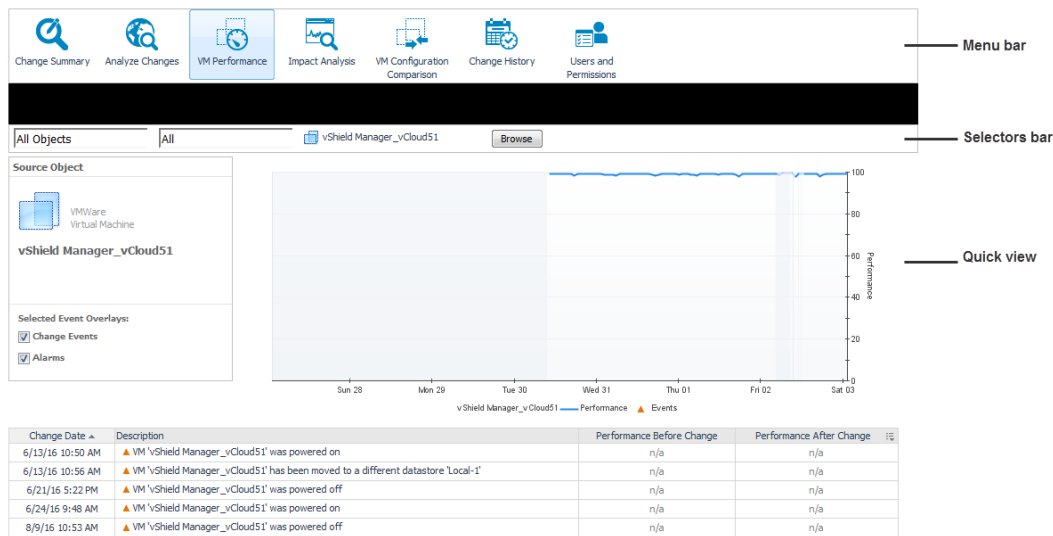 Change Summary
Analyze Changes
VM Performance
Impact Analysis
VM Configuration
Comparison
Change History
Users and
Permissions
Menu bar
All Objects
All
vShield Manager_vCloud51
Browse
Selectors bar
Source Object
VMWare
Virtual Machine
vShield Manager_vCloud51
Selected Event Overlays:
Change Events
Alarms
100
80
60
40
20
0
Performance
Quick view
Sun 28
Mon 29
Tue 30
Wed 31
Thu 01
Fri 02
Sat 03
vShield Manager_vCloud51 Performance Events
Change Date Description Performance Before Change Performance After Change
6/13/16 10:50 AM VM 'vShield Manager_vCloud51' was powered on n/a n/a
6/13/16 10:56 AM VM 'vShield Manager_vCloud51' has been moved to a different datastore 'Local-1' n/a n/a
6/21/16 5:22 PM VM 'vShield Manager_vCloud51' was powered off n/a n/a
6/24/16 9:48 AM VM 'vShield Manager_vCloud51' was powered on n/a n/a
8/9/16 10:53 AM VM 'vShield Manager_vCloud51' was powered off n/a n/a